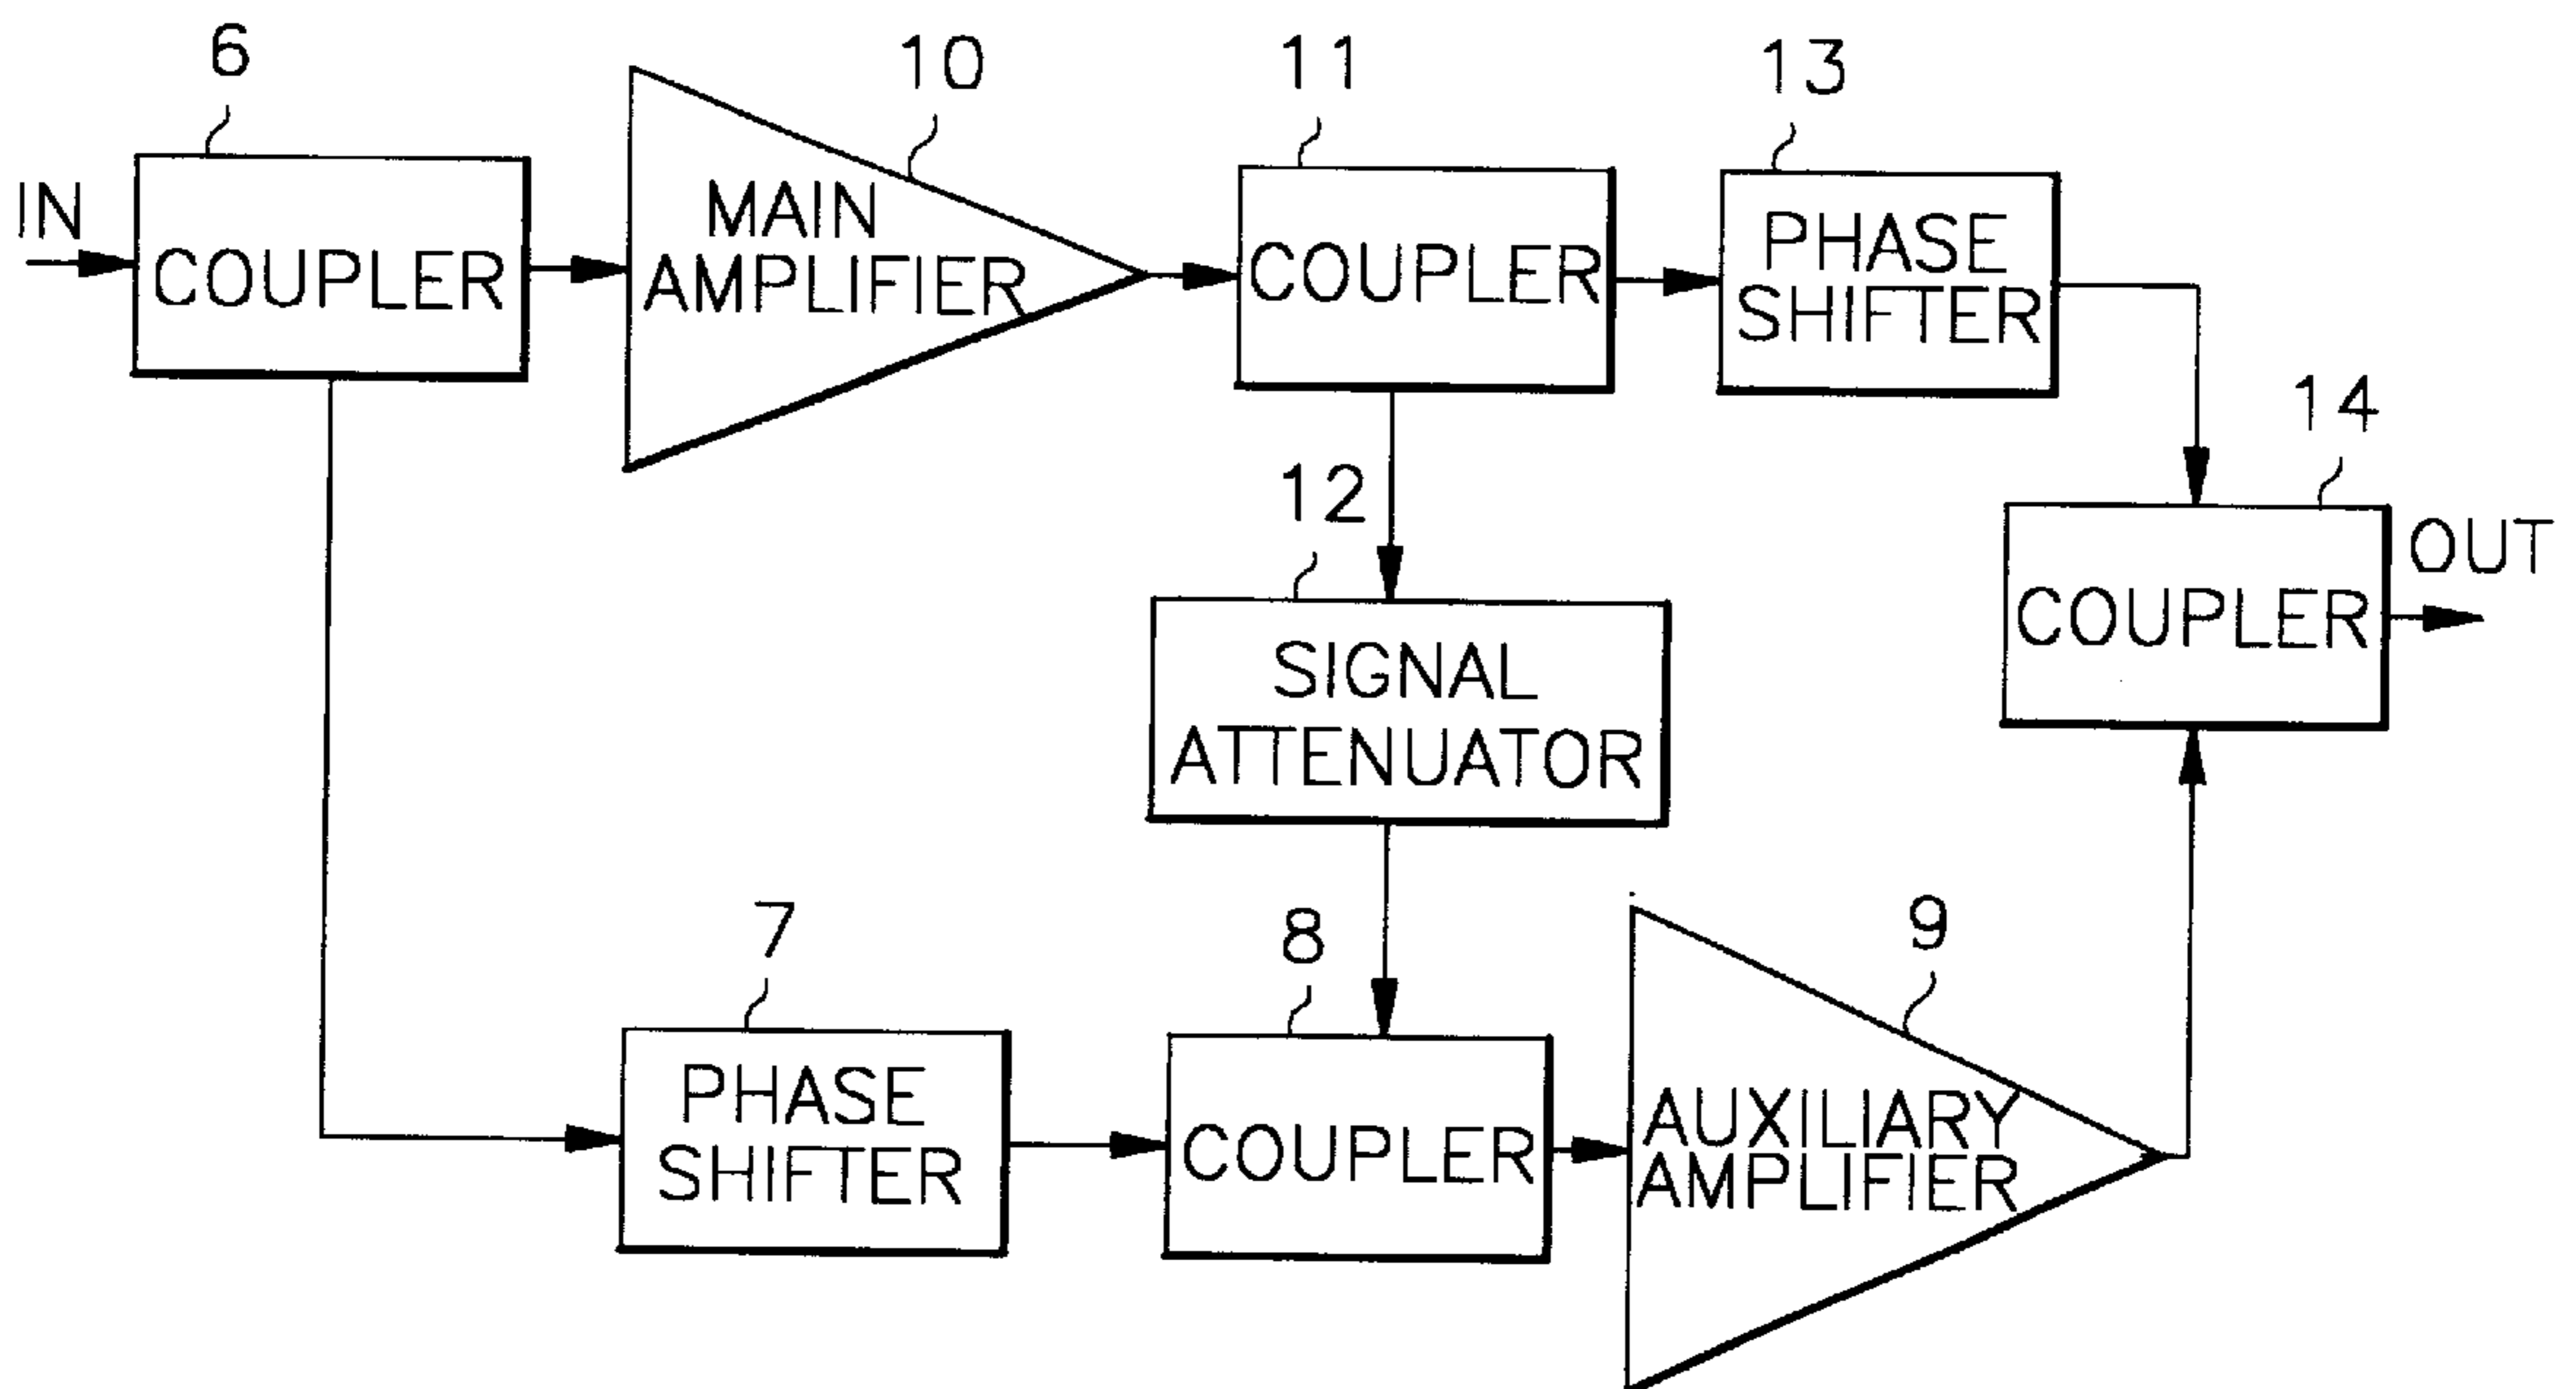 6
10
11
13
IN
COUPLER
MAIN
AMPLIFIER
COUPLER
PHASE
SHIFTER
14
12
OUT
COUPLER
SIGNAL
ATTENUATOR
7
8
9
PHASE
SHIFTER
COUPLER
AUXILIARY
AMPLIFIER